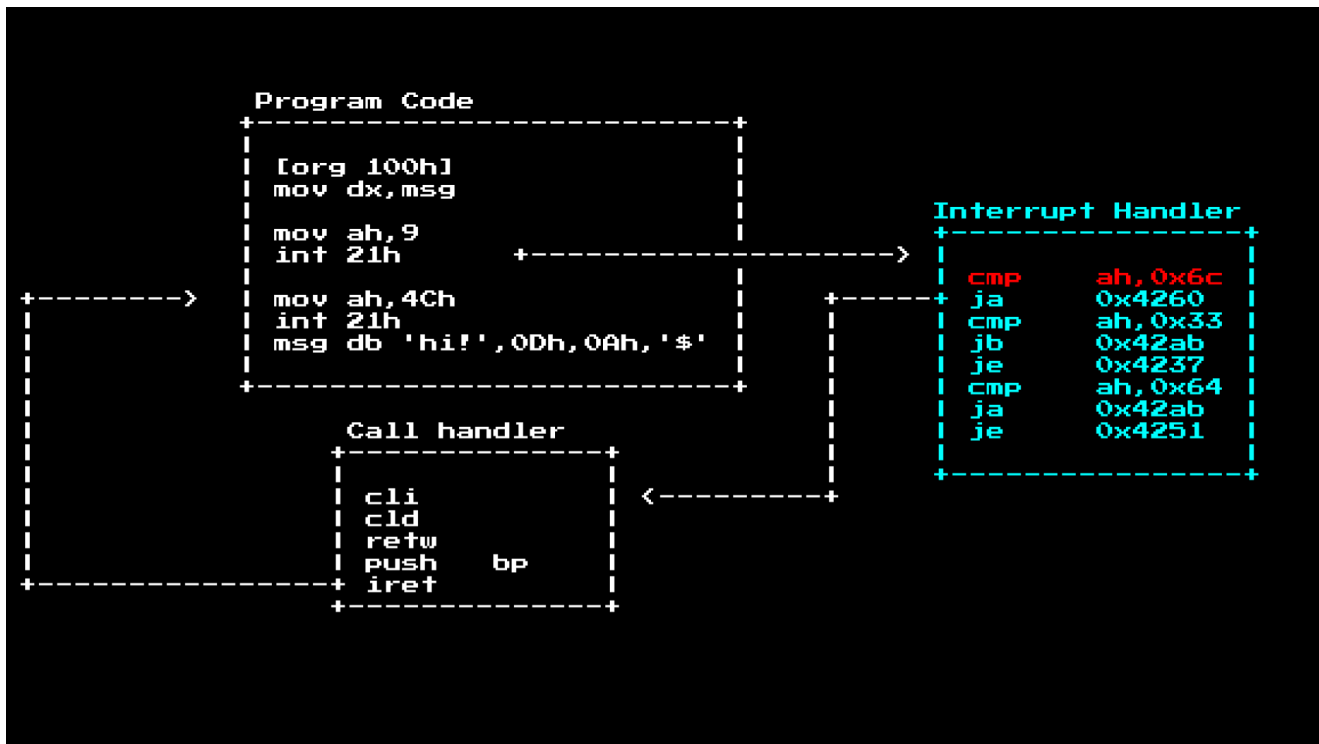 Program Code
[org 100h]
mov dx,msg
mov ah,9
int 21h
mov ah,4Ch
int 21h
msg db 'hi!',0Dh,0Ah,'$'
Interrupt Handler
cmp ah,0x6c
ja 0x4260
cmp ah,0x33
jb 0x42ab
je 0x4237
cmp ah,0x64
ja 0x42ab
je 0x4251
Call handler
cli
cld
retw
push bp
iret